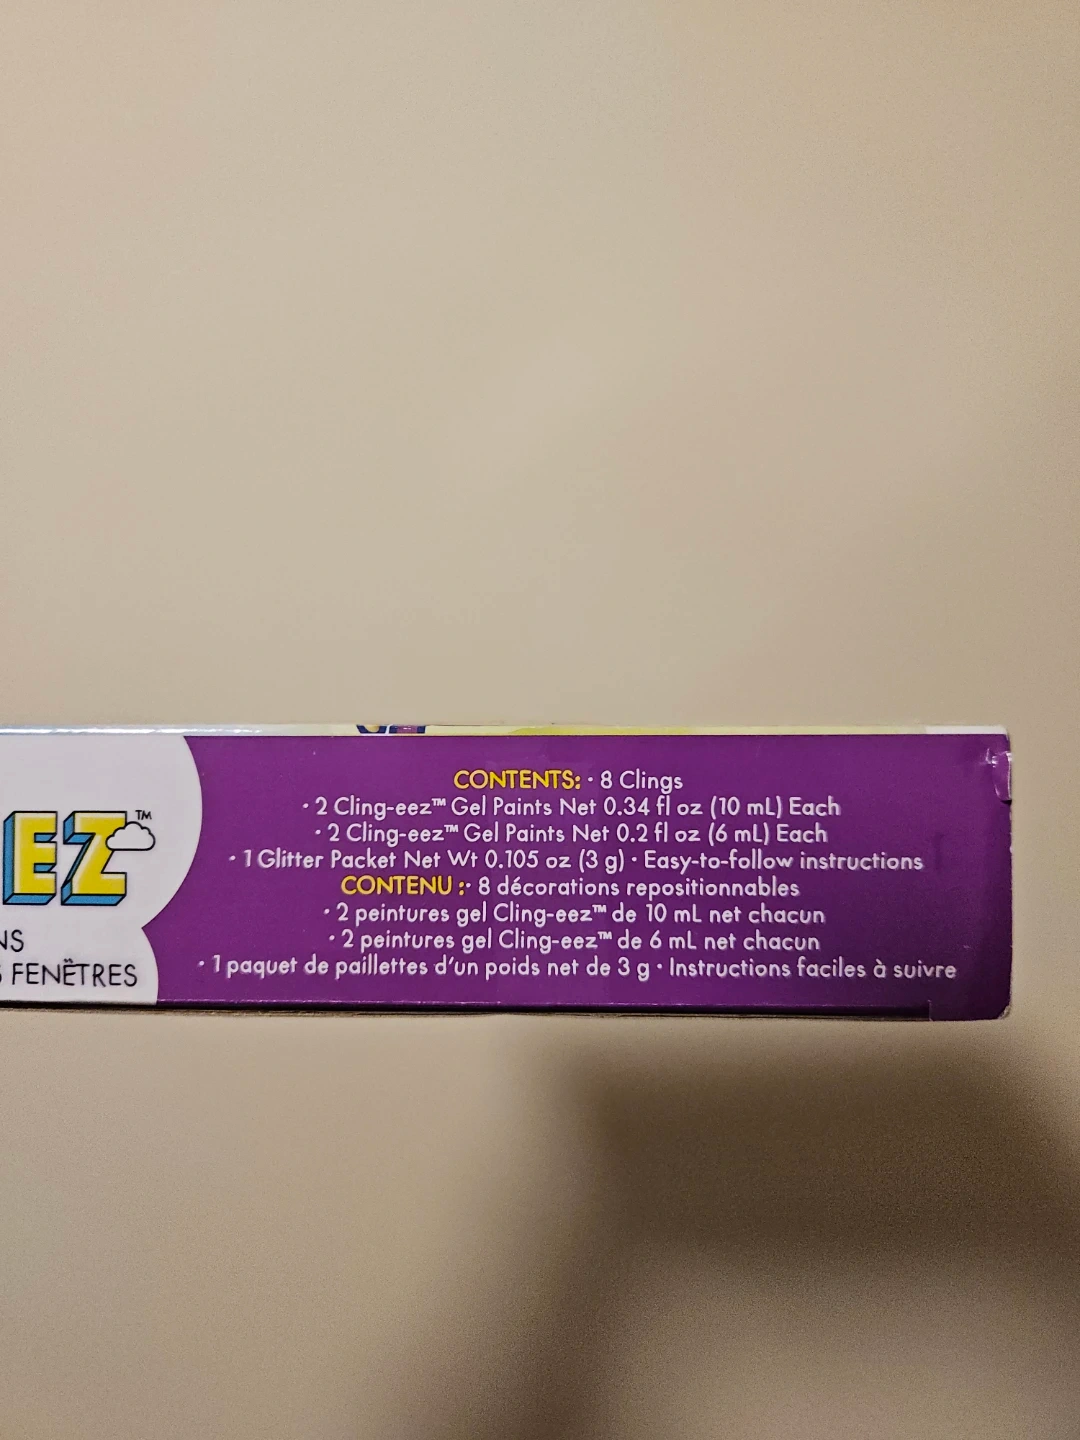 EZ™
NS
FENÊTRES
CONTENTS: • 8 Clings
• 2 Cling-eez™ Gel Paints Net 0.34 fl oz (10 mL) Each
• 2 Cling-eez™ Gel Paints Net 0.2 fl oz (6 mL) Each
• 1 Glitter Packet Net Wt 0.105 oz (3 g) • Easy-to-follow instructions
CONTENU : • 8 décorations repositionnables
• 2 peintures gel Cling-eez™ de 10 mL net chacun
• 2 peintures gel Cling-eez™ de 6 mL net chacun
• 1 paquet de paillettes d'un poids net de 3 g • Instructions faciles à suivre